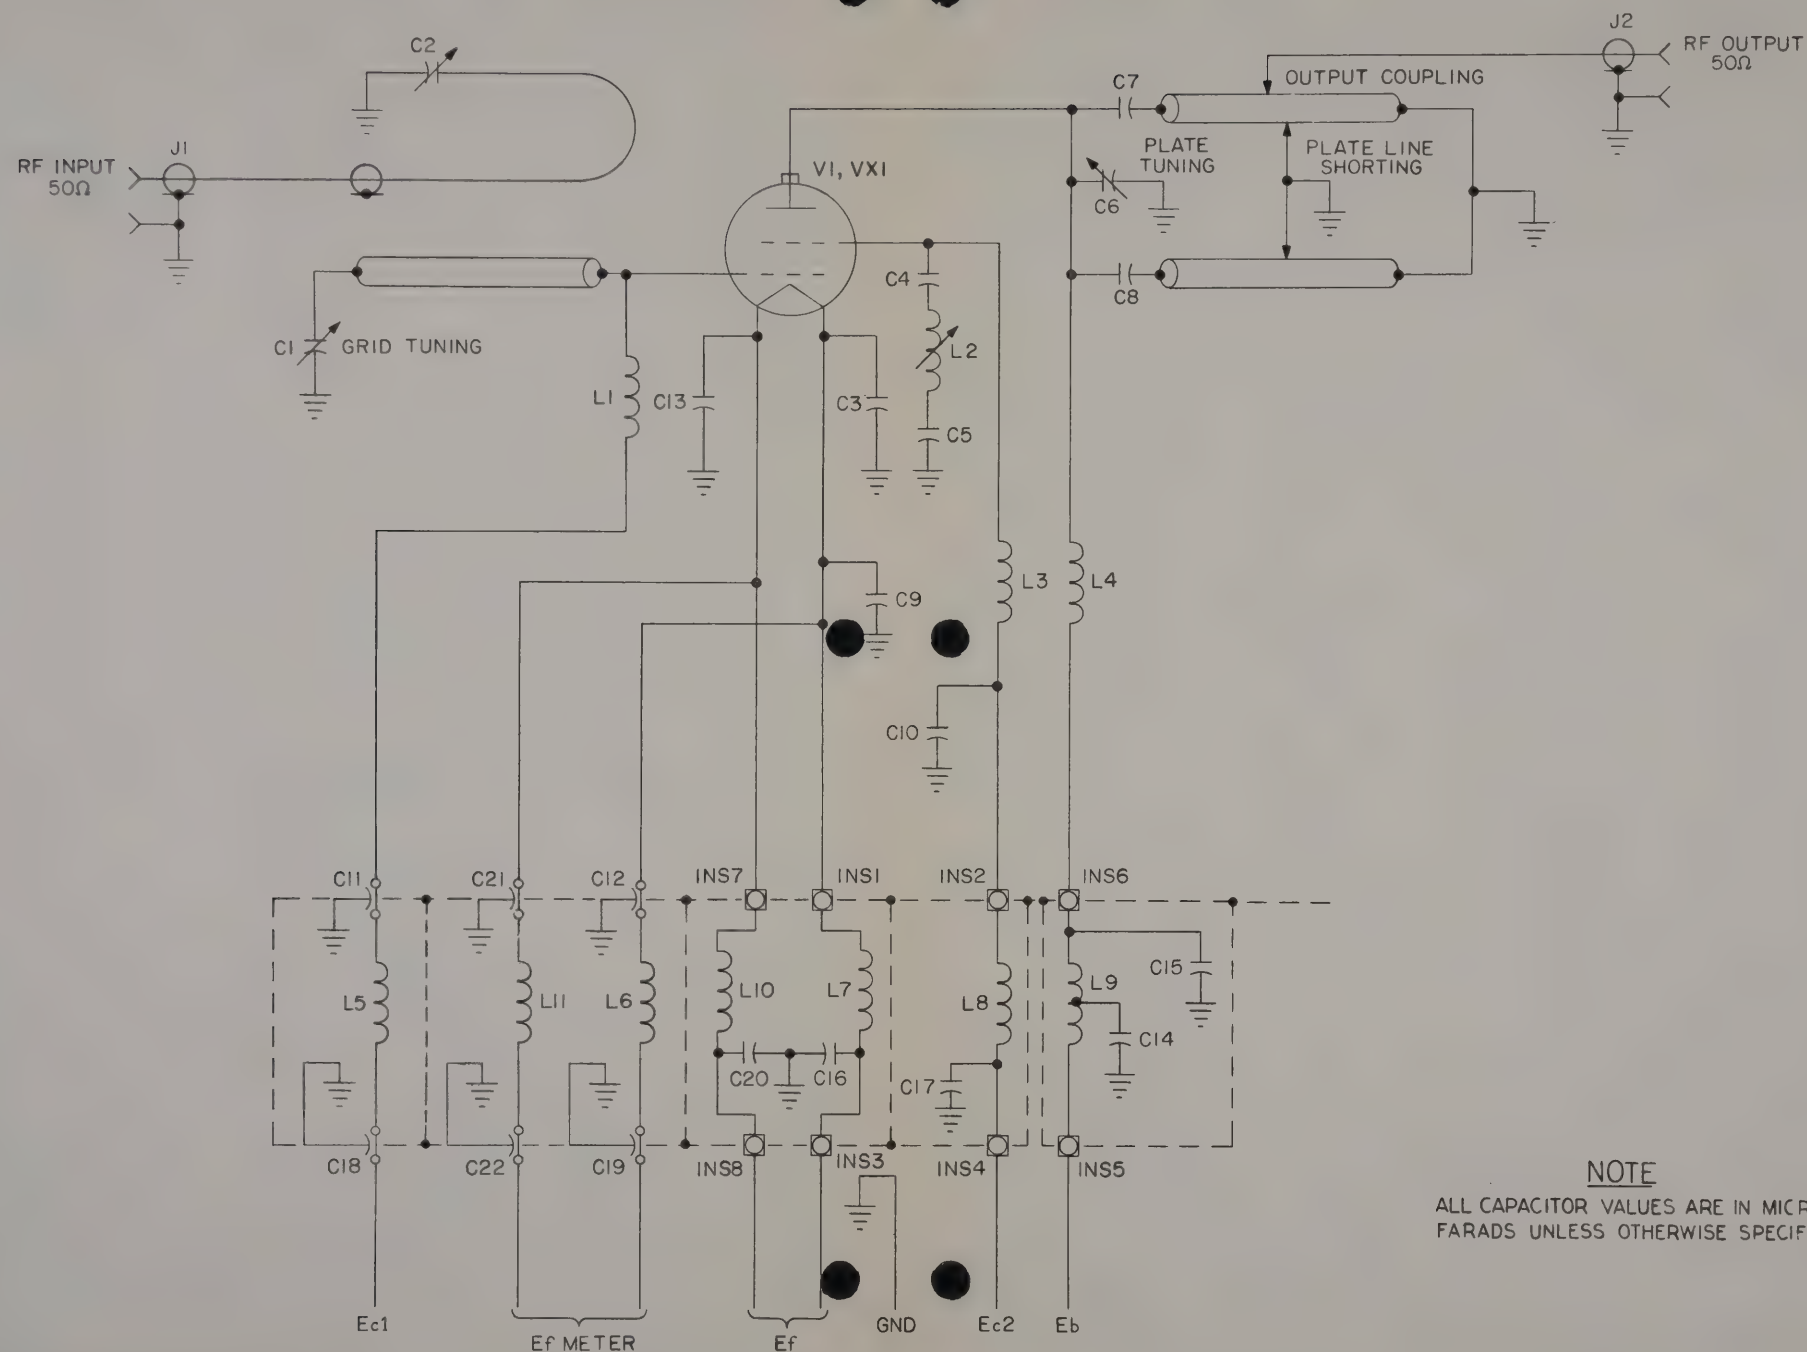 J2
RF OUTPUT
50Ω
C2
C7
OUTPUT COUPLING
J1
RF INPUT
50Ω
V1, VX1
PLATE
TUNING
PLATE LINE
SHORTING
C6
C4
C8
C1
GRID TUNING
L2
L1
C13
C3
C5
L3
L4
C9
C10
C11
C21
C12
INS7
INS1
INS2
INS6
L5
L11
L6
L10
L7
L8
L9
C15
C14
C20
C16
C17
C18
C22
C19
INS8
INS3
INS4
INS5
NOTE
ALL CAPACITOR VALUES ARE IN MICR
FARADS UNLESS OTHERWISE SPECIF
Ec1
Ef METER
Ef
GND
Ec2
Eb